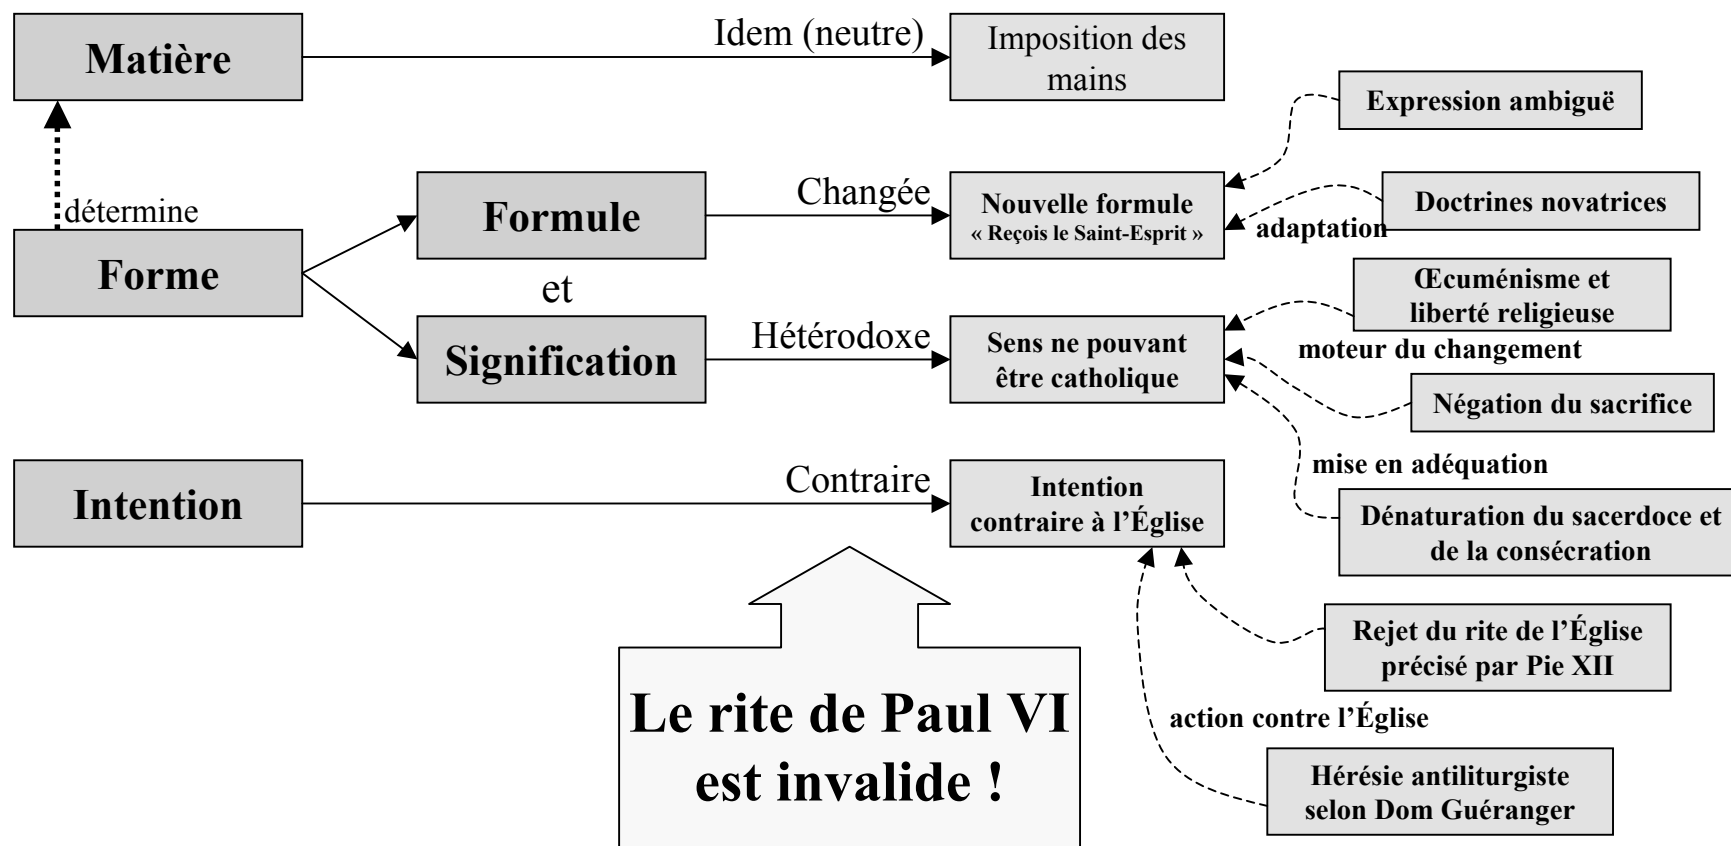 Matière
Idem (neutre)
Imposition des
mains
Expression ambiguë
détermine
Forme
Formule
Changée
Nouvelle formule
« Reçois le Saint-Esprit »
adaptation
Doctrines novatrices
et
Signification
Hétérodoxe
Sens ne pouvant
être catholique
Œcuménisme et
liberté religieuse
moteur du changement
Négation du sacrifice
mise en adéquation
Dénaturation du sacerdoce et
de la consécration
Intention
Contraire
Intention
contraire à l’Église
Rejet du rite de l’Église
précisé par Pie XII
action contre l’Église
Hérésie antiliturgiste
selon Dom Guéranger
Le rite de Paul VI
est invalide !